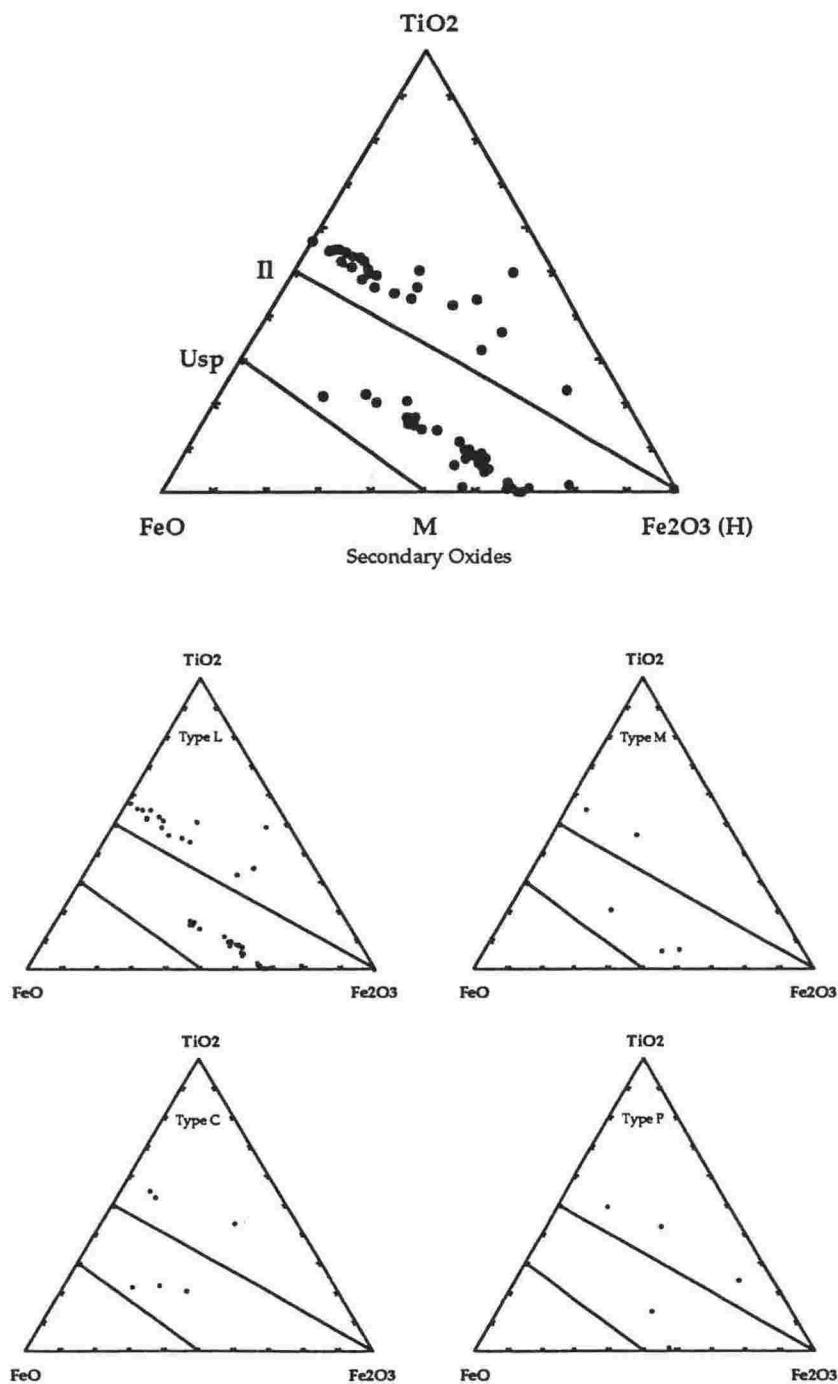 TiO2
Il
Usp
FeO M Fe2O3 (H)
Secondary Oxides
TiO2 TiO2
Type L Type M
FeO Fe2O3 FeO Fe2O3
TiO2 TiO2
Type C Type P
FeO Fe2O3 FeO Fe2O3